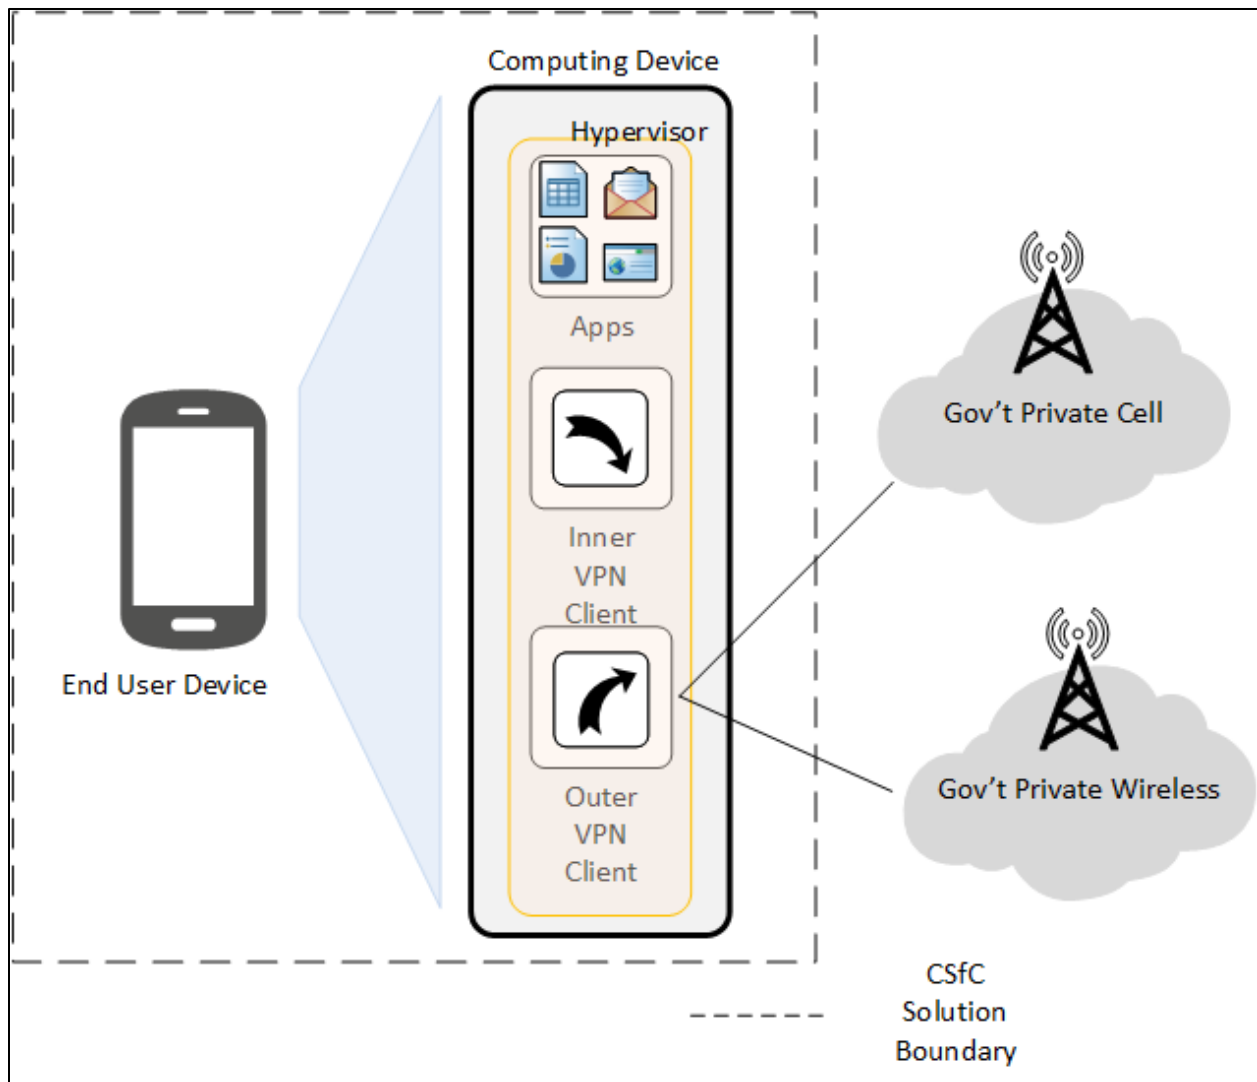 Computing Device
Hypervisor
Apps
Inner
VPN
Client
Outer
VPN
Client
End User Device
Gov't Private Cell
Gov't Private Wireless
CSfC
Solution
Boundary